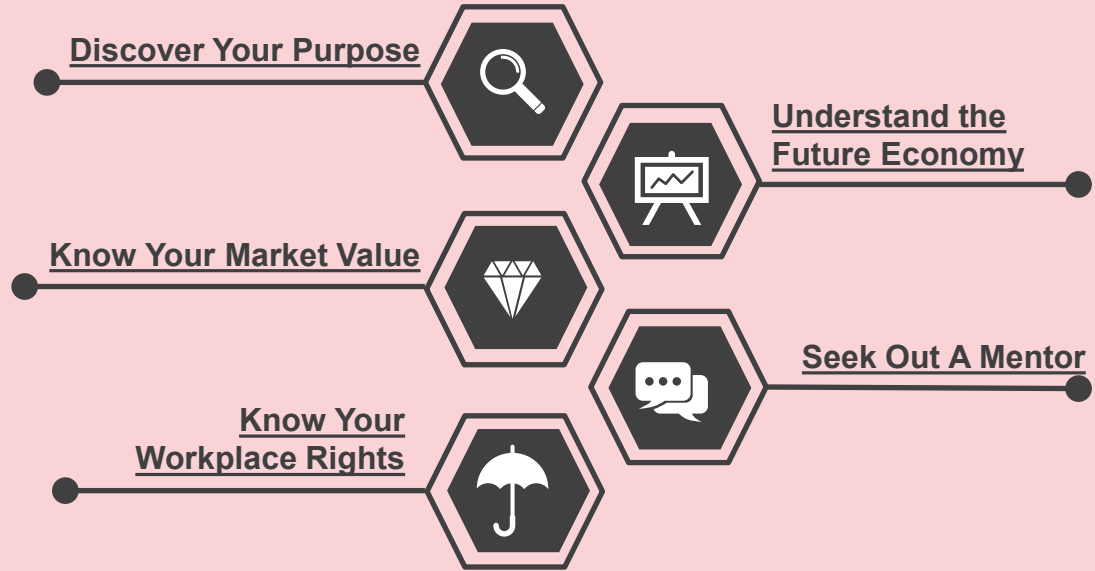 Discover Your Purpose
Understand the
Future Economy
Know Your Market Value
Seek Out A Mentor
Know Your
Workplace Rights